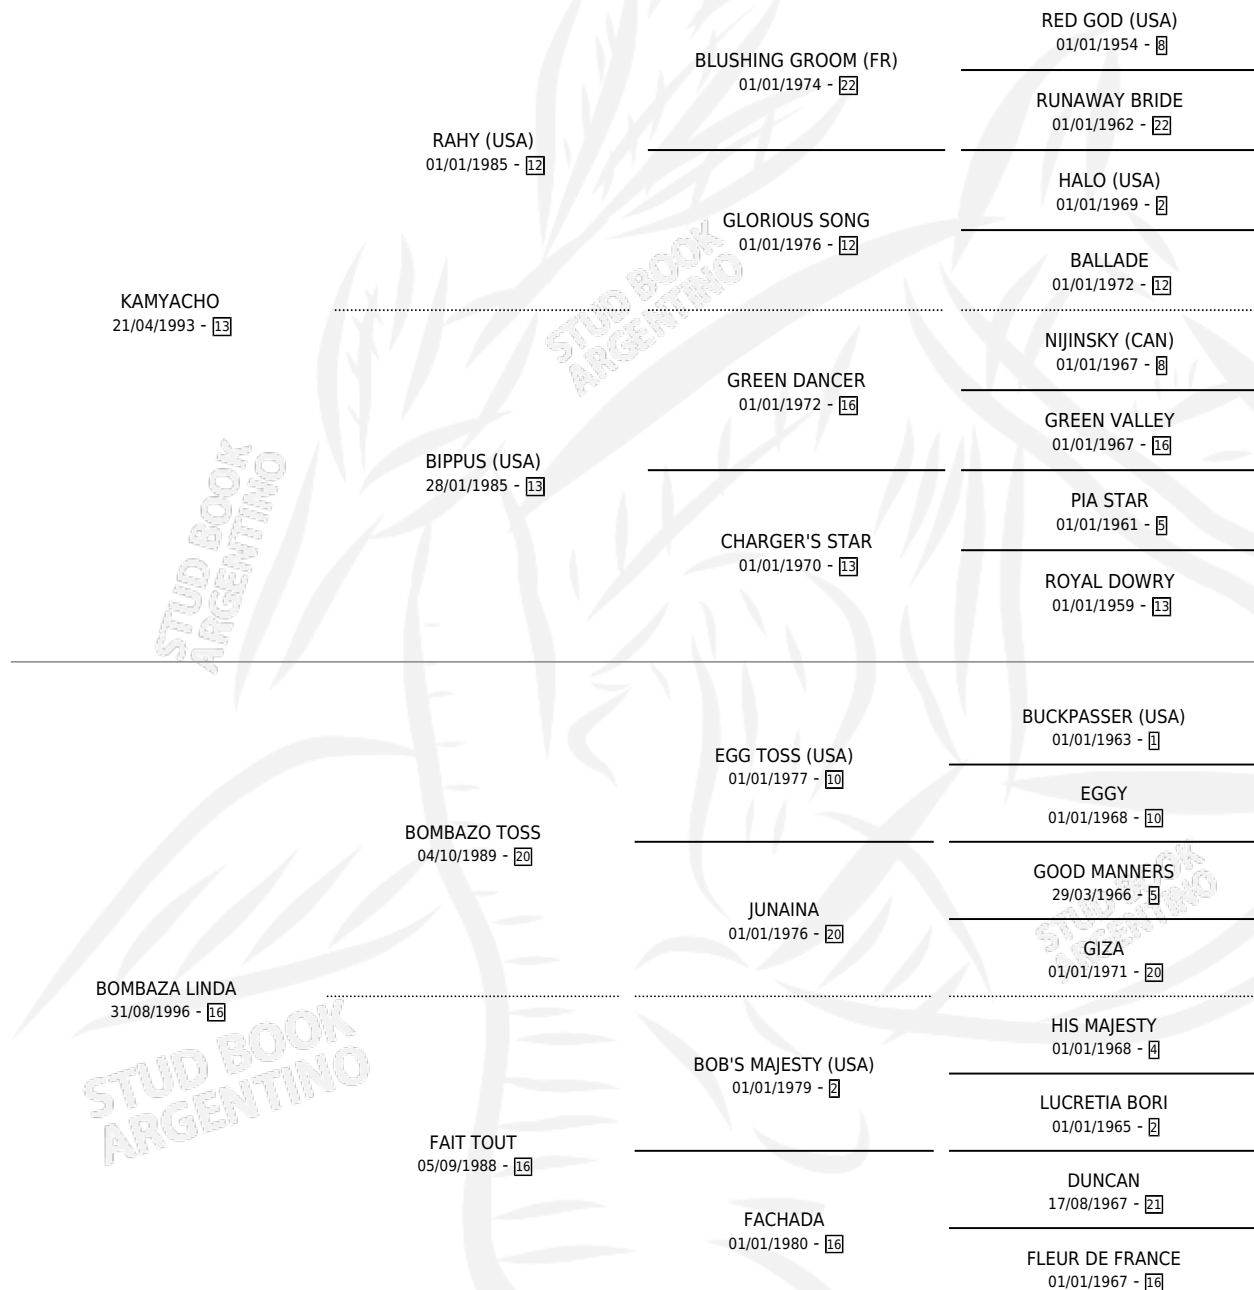 RED GOD (USA)
01/01/1954 - 8
BLUSHING GROOM (FR)
01/01/1974 - 22
RUNAWAY BRIDE
01/01/1962 - 22
RAHY (USA)
01/01/1985 - 12
HALO (USA)
01/01/1969 - 2
GLORIOUS SONG
01/01/1976 - 12
BALLADE
01/01/1972 - 12
KAMYACHO
21/04/1993 - 13
NIJINSKY (CAN)
01/01/1967 - 8
GREEN DANCER
01/01/1972 - 16
GREEN VALLEY
01/01/1967 - 16
BIPPUS (USA)
28/01/1985 - 13
PIA STAR
01/01/1961 - 5
CHARGER'S STAR
01/01/1970 - 13
ROYAL DOWRY
01/01/1959 - 13
BUCKPASSER (USA)
01/01/1963 - 1
EGG TOSS (USA)
01/01/1977 - 10
EGGY
01/01/1968 - 10
BOMBAZO TOSS
04/10/1989 - 20
GOOD MANNERS
29/03/1966 - 5
JUNAINA
01/01/1976 - 20
GIZA
01/01/1971 - 20
BOMBAZA LINDA
31/08/1996 - 16
HIS MAJESTY
01/01/1968 - 4
BOB'S MAJESTY (USA)
01/01/1979 - 2
LUCRETIA BORI
01/01/1965 - 2
FAIT TOUT
05/09/1988 - 16
DUNCAN
17/08/1967 - 21
FACHADA
01/01/1980 - 16
FLEUR DE FRANCE
01/01/1967 - 16
STUD BOOK
ARGENTINO
STUD BOOK
ARGENTINO
STUD BOOK
ARGENTINO
STUD BOOK
ARGENTINO